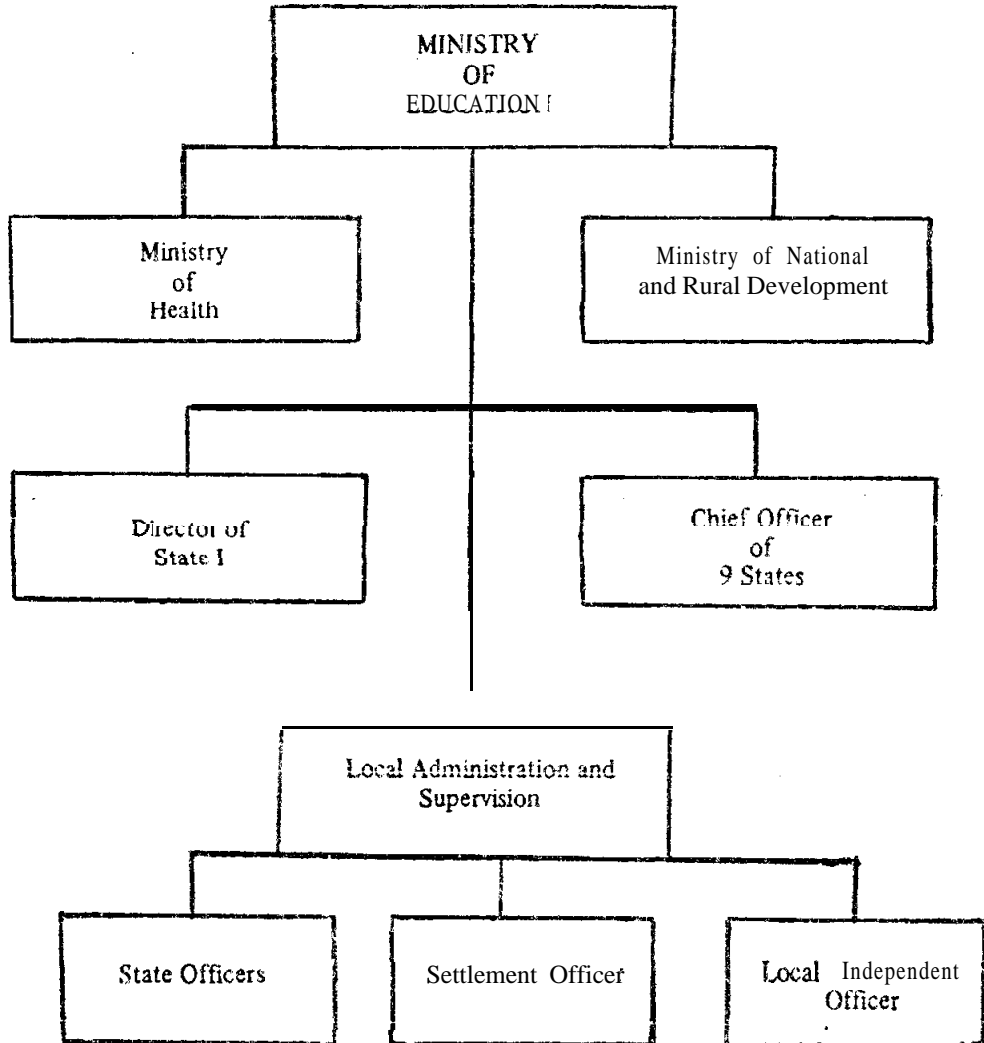 MINISTRY
OF
EDUCATION
Ministry
of
Health
Ministry of National
and Rural Development
Director of
State I
Chief Officer
of
9 States
Local Administration and
Supervision
State Officers
Settlement Officer
Local Independent
Officer